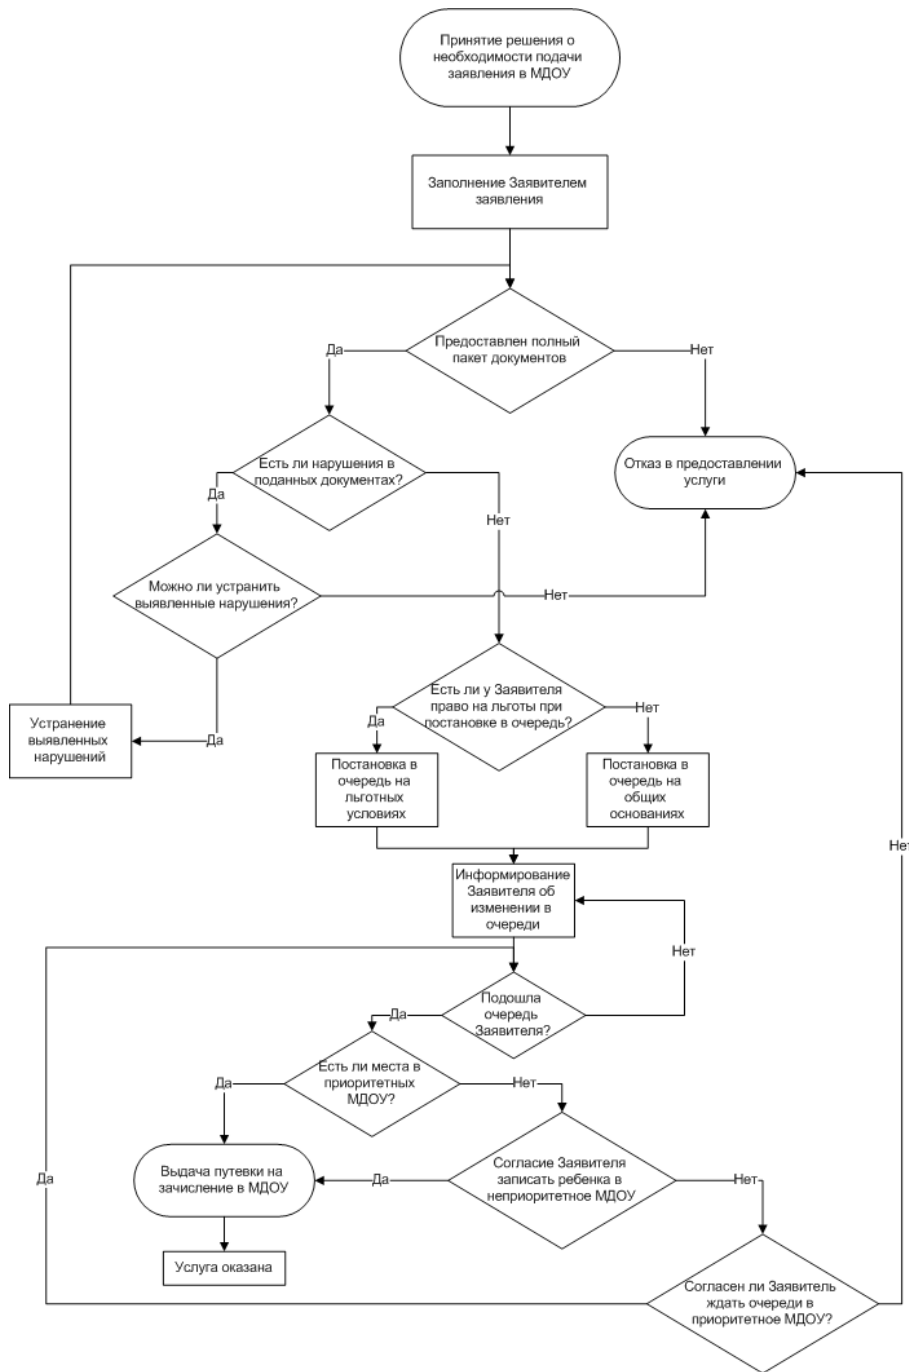 Принятие решения о
необходимости подачи
заявления в МДОУ
Заполнение Заявителем
заявления
Предоставлен полный
пакет документов
Да
Нет
Отказ в предоставлении
услуги
Есть ли нарушения в
поданных документах?
Да
Нет
Можно ли устранить
выявленные нарушения?
Нет
Да
Устранение
выявленных
нарушений
Есть ли у Заявителя
право на льготы при
постановке в очередь?
Да
Нет
Постановка в
очередь на
льготных
условиях
Постановка в
очередь на
общих
основаниях
Нет
Информирование
Заявителя об
изменении в
очереди
Нет
Подошла
очередь
Заявителя?
Да
Есть ли места в
приоритетных
МДОУ?
Да
Нет
Выдача путевки на
зачисление в МДОУ
Согласие Заявителя
записать ребенка в
неприоритетное МДОУ
Да
Нет
Да
Услуга оказана
Согласен ли Заявитель
ждать очереди в
приоритетное МДОУ?